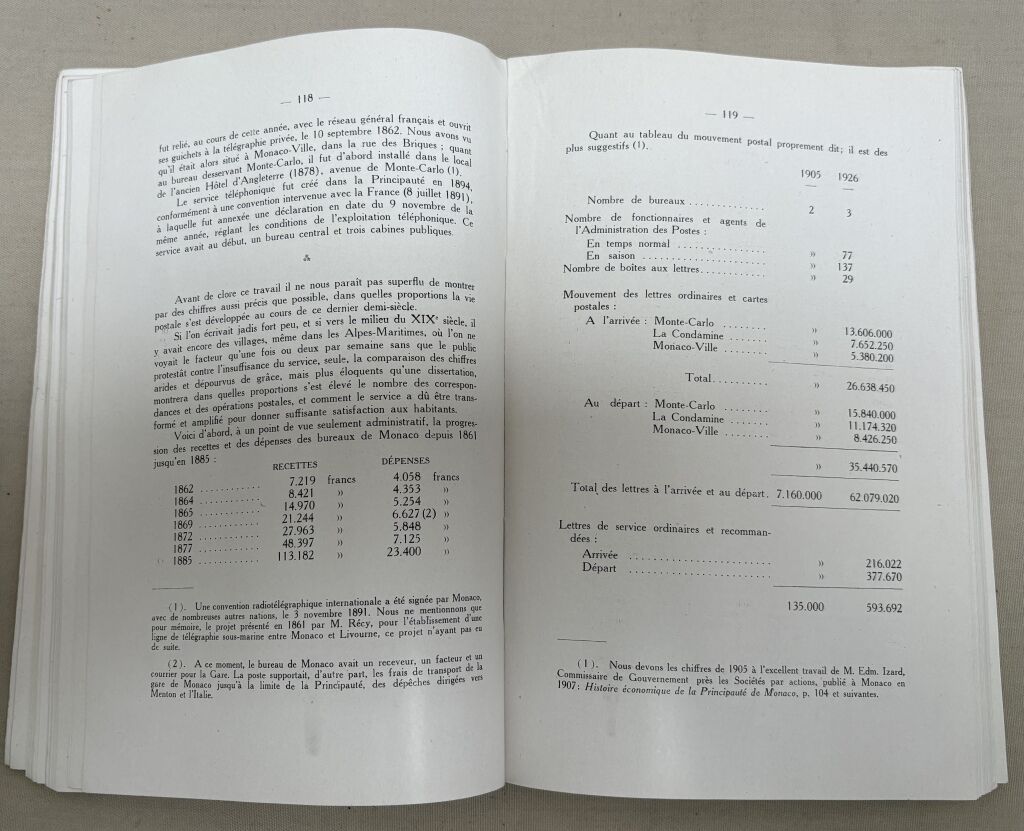 — 118 —
fut relié, au cours de cette année, avec le réseau général français et ouvrit
ses guichets à la télégraphie privée, le 10 septembre 1862. Nous avons vu
qu'il était alors situé à Monaco-Ville, dans la rue des Briques ; quant
au bureau desservant Monte-Carlo, il fut d'abord installé dans le local
de l'ancien Hôtel d'Angleterre (1878), avenue de Monte-Carlo (1).
Le service téléphonique fut créé dans la Principauté en 1894,
conformément à une convention intervenue avec la France (8 juillet 1891),
à laquelle fut annexée une déclaration en date du 9 novembre de la
même année, réglant les conditions de l'exploitation téléphonique. Ce
service avait au début, un bureau central et trois cabines publiques.
⁂
Avant de clore ce travail il ne nous paraît pas superflu de montrer
par des chiffres aussi précis que possible, dans quelles proportions la vie
postale s'est développée au cours de ce dernier demi-siècle.
Si l'on écrivait jadis fort peu, et si vers le milieu du XIXe siècle, il
y avait encore des villages, même dans les Alpes-Maritimes, où l'on ne
voyait le facteur qu'une fois ou deux par semaine sans que le public
protestât contre l'insuffisance du service, seule, la comparaison des chiffres
arides et dépourvus de grâce, mais plus éloquents qu'une dissertation,
montrera dans quelles proportions s'est élevé le nombre des correspon-
dances et des opérations postales, et comment le service a dû être trans-
formé et amplifié pour donner suffisante satisfaction aux habitants.
Voici d'abord, à un point de vue seulement administratif, la progres-
sion des recettes et des dépenses des bureaux de Monaco depuis 1861
jusqu'en 1885 :
RECETTES DÉPENSES
1862 ............ 7.219 francs 4.058 francs
1864 ............ 8.421 » 4.353 »
1865 ............ 14.970 » 5.254 »
1869 ............ 21.244 » 6.627 (2) »
1872 ............ 27.963 » 5.848 »
1877 ............ 48.397 » 7.125 »
1885 ............ 113.182 » 23.400 »
(1). Une convention radiotélégraphique internationale a été signée par Monaco,
avec de nombreuses autres nations, le 3 novembre 1891. Nous ne mentionnons que
pour mémoire, le projet présenté en 1861 par M. Récy, pour l'établissement d'une
ligne de télégraphie sous-marine entre Monaco et Livourne, ce projet n'ayant pas eu
de suite.
(2). A ce moment, le bureau de Monaco avait un receveur, un facteur et un
courrier pour la Gare. La poste supportait, d'autre part, les frais de transport de la
gare de Monaco jusqu'à la limite de la Principauté, des dépêches dirigées vers
Menton et l'Italie.
— 119 —
Quant au tableau du mouvement postal proprement dit; il est des
plus suggestifs (1).
1905 1926
Nombre de bureaux .............. 2 3
Nombre de fonctionnaires et agents de
l'Administration des Postes :
En temps normal ................ » 77
En saison ...................... » 137
Nombre de boîtes aux lettres............ » 29
Mouvement des lettres ordinaires et cartes
postales :
A l'arrivée : Monte-Carlo ........ » 13.606.000
La Condamine ....... » 7.652.250
Monaco-Ville ........ » 5.380.200
Total.......... » 26.638.450
Au départ : Monte-Carlo ........ » 15.840.000
La Condamine ....... » 11.174.320
Monaco-Ville ........ » 8.426.250
» 35.440.570
Total des lettres à l'arrivée et au départ. 7.160.000 62.079.020
Lettres de service ordinaires et recomman-
dées :
Arrivée ........................ » 216.022
Départ ........................ » 377.670
135.000 593.692
(1). Nous devons les chiffres de 1905 à l'excellent travail de M. Edm. Izard,
Commissaire de Gouvernement près les Sociétés par actions, publié à Monaco en
1907: Histoire économique de la Principauté de Monaco, p. 104 et suivantes.